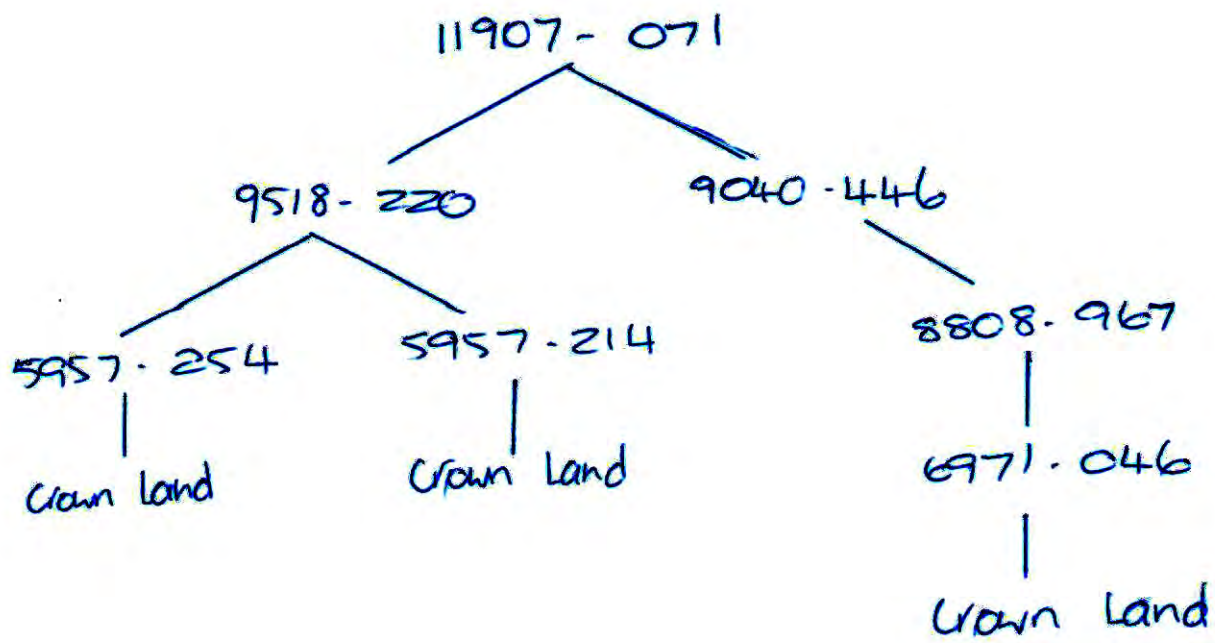 11907 - 071
9518 - 220
9040 - 446
5957 - 254
5957 - 214
8808 - 967
Crown Land
Crown Land
6971 - 046
Crown Land